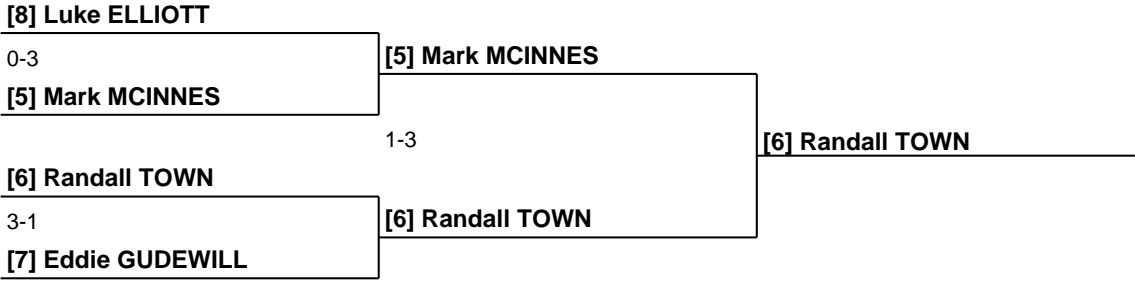 [8] Luke ELLIOTT
0-3
[5] Mark MCINNES
[5] Mark MCINNES
1-3
[6] Randall TOWN
[6] Randall TOWN
3-1
[6] Randall TOWN
[7] Eddie GUDEWILL